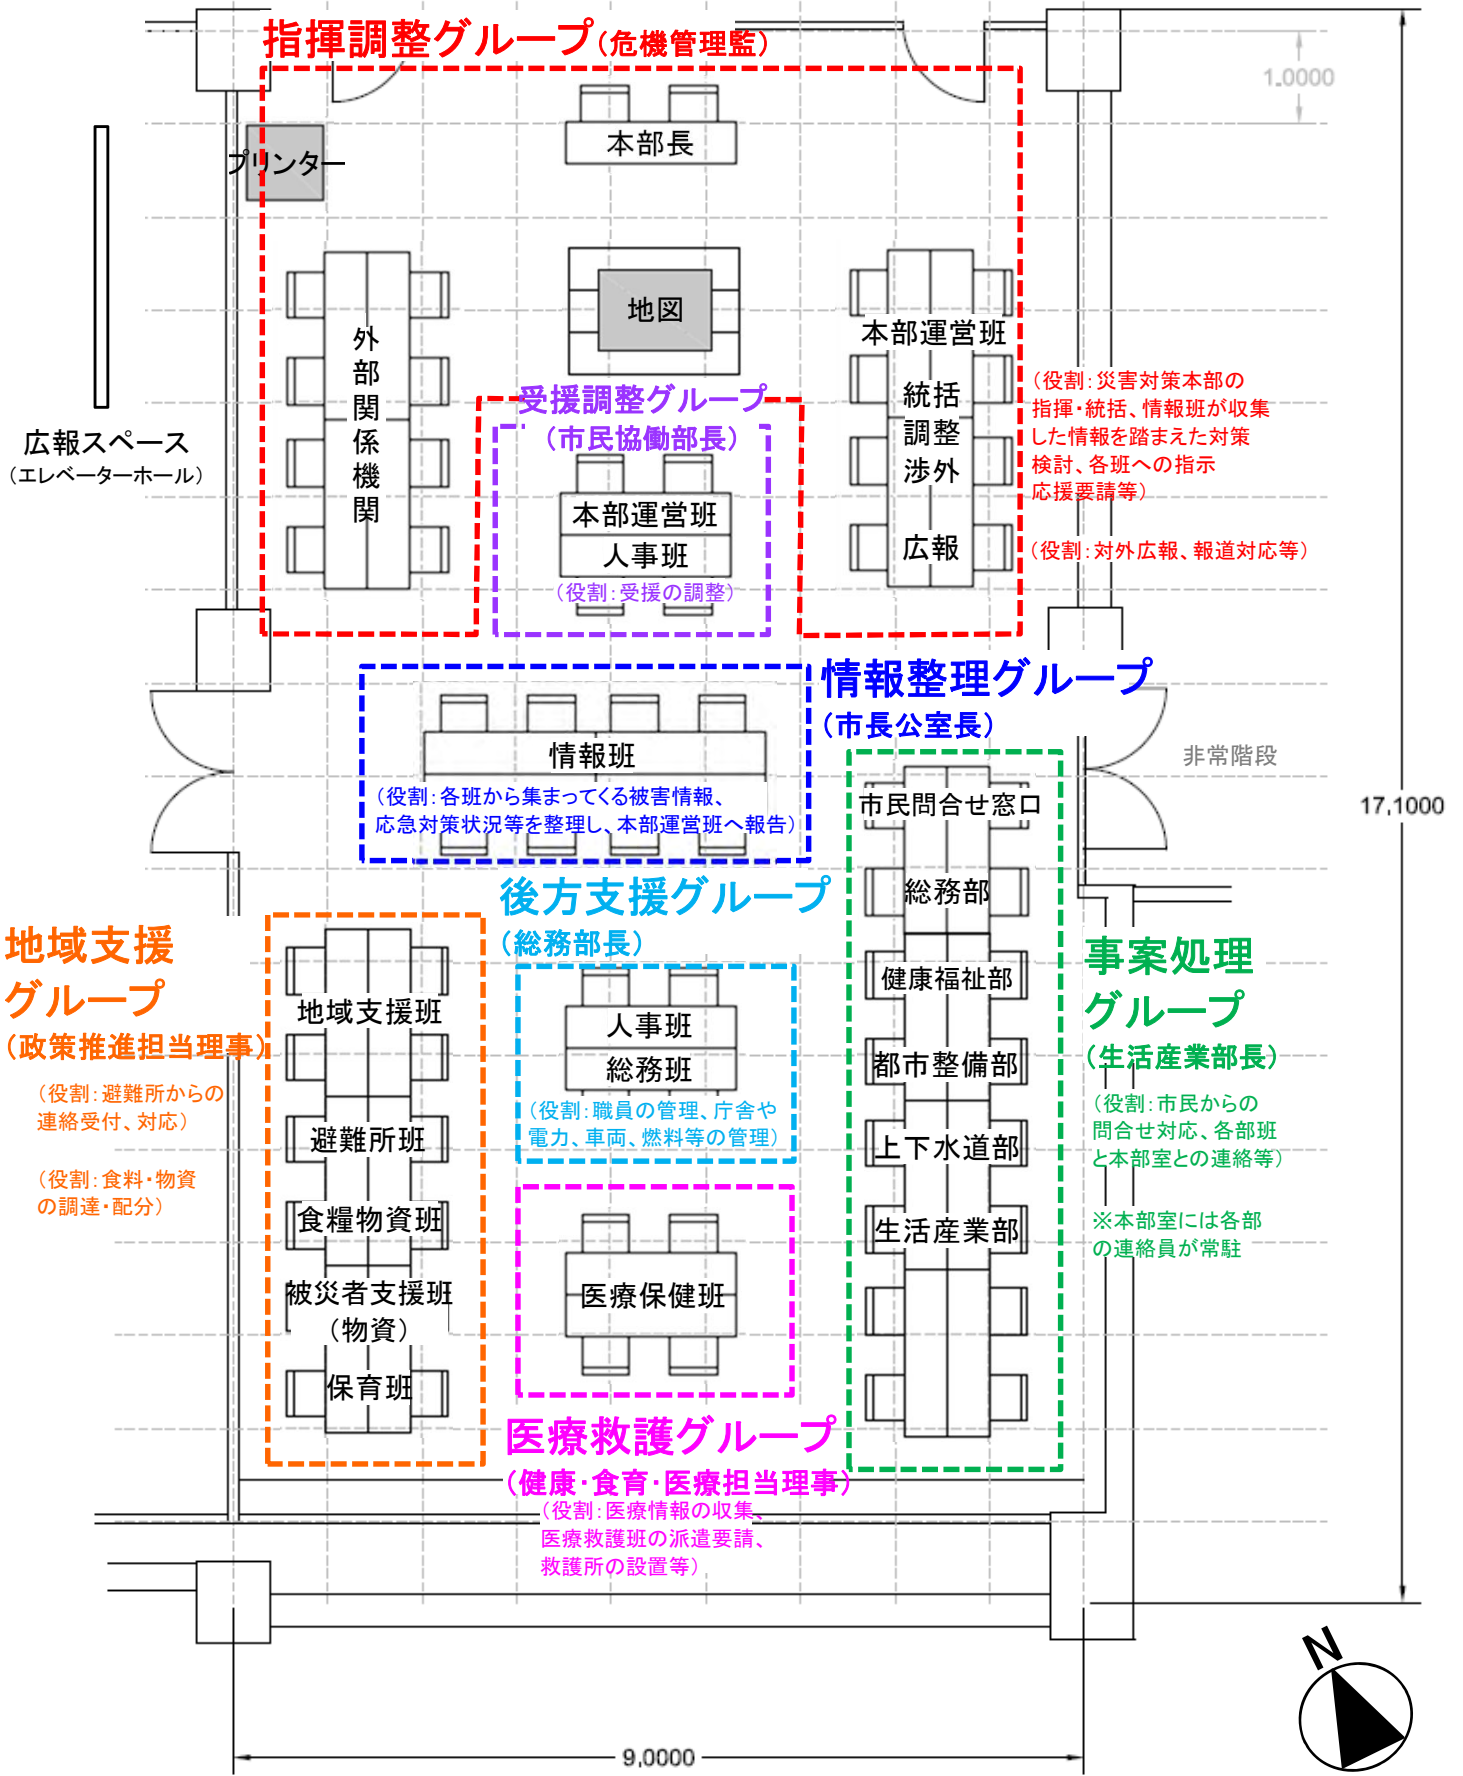 指揮調整グループ(危機管理監)
1.0000
本部長
プリンター
地図
外部関係機関
本部運営班
統括
調整
渉外
広報
(役割：災害対策本部の
指揮・統括、情報班が収集
した情報を踏まえた対策
検討、各班への指示
応援要請等)
(役割：対外広報、報道対応等)
広報スペース
(エレベーターホール)
受援調整グループ
(市民協働部長)
本部運営班
人事班
(役割：受援の調整)
情報整理グループ
(市長公室長)
情報班
(役割：各班から集まってくる被害情報、
応急対策状況等を整理し、本部運営班へ報告)
非常階段
17,1000
市民問合せ窓口
総務部
健康福祉部
都市整備部
上下水道部
生活産業部
事案処理
グループ
(生活産業部長)
(役割：市民からの
問合せ対応、各部班
と本部室との連絡等)
※本部室には各部
の連絡員が常駐
後方支援グループ
(総務部長)
人事班
総務班
(役割：職員の管理、庁舎や
電力、車両、燃料等の管理)
地域支援
グループ
(政策推進担当理事)
(役割：避難所からの
連絡受付、対応)
(役割：食料・物資
の調達・配分)
地域支援班
避難所班
食糧物資班
被災者支援班
(物資)
保育班
医療保健班
医療救護グループ
(健康・食育・医療担当理事)
(役割：医療情報の収集、
医療救護班の派遣要請、
救護所の設置等)
N
9,0000